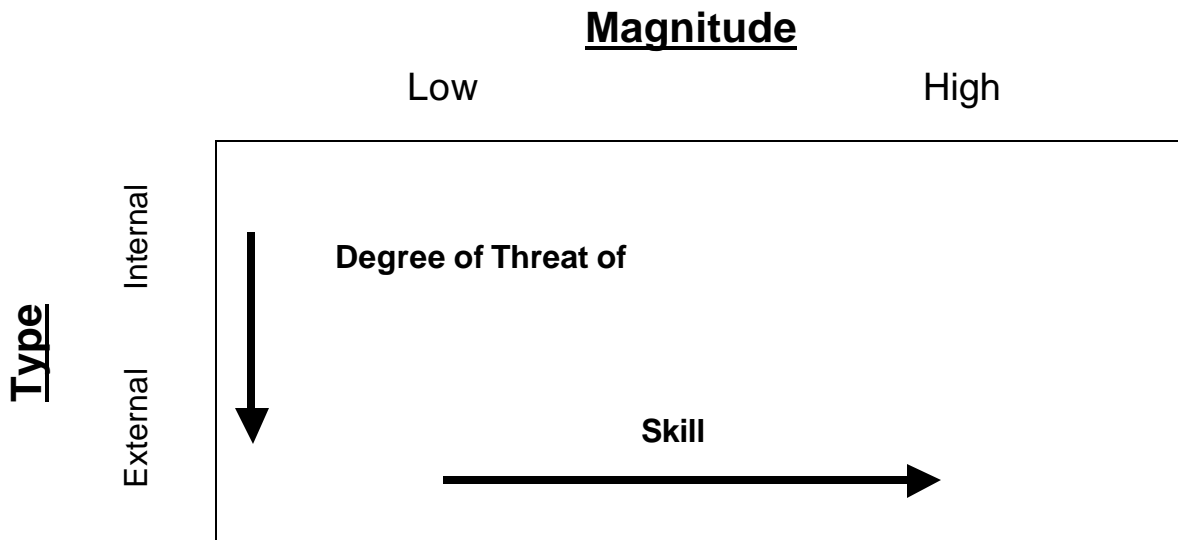 Magnitude
Low High
Type
Internal
External
Degree of Threat of
Skill